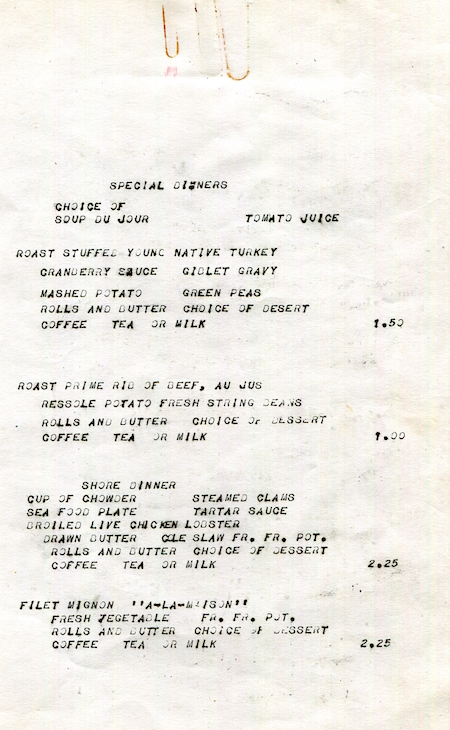 SPECIAL DINNERS
CHOICE OF
SOUP DU JOUR TOMATO JUICE
ROAST STUFFED YOUNG NATIVE TURKEY
CRANBERRY SAUCE GIBLET GRAVY
MASHED POTATO GREEN PEAS
ROLLS AND BUTTER CHOICE OF DESERT
COFFEE TEA OR MILK 1.50
ROAST PRIME RIB OF BEEF, AU JUS
RESSOLE POTATO FRESH STRING BEANS
ROLLS AND BUTTER CHOICE OF DESSERT
COFFEE TEA OR MILK 1.00
SHORE DINNER
CUP OF CHOWDER STEAMED CLAMS
SEA FOOD PLATE TARTAR SAUCE
BROILED LIVE CHICKEN LOBSTER
DRAWN BUTTER COLE SLAW FR. FR. POT.
ROLLS AND BUTTER CHOICE OF DESSERT
COFFEE TEA OR MILK 2.25
FILET MIGNON "A-LA-MAISON"
FRESH VEGETABLE FR. FR. POT.
ROLLS AND BUTTER CHOICE OF DESSERT
COFFEE TEA OR MILK 2.25